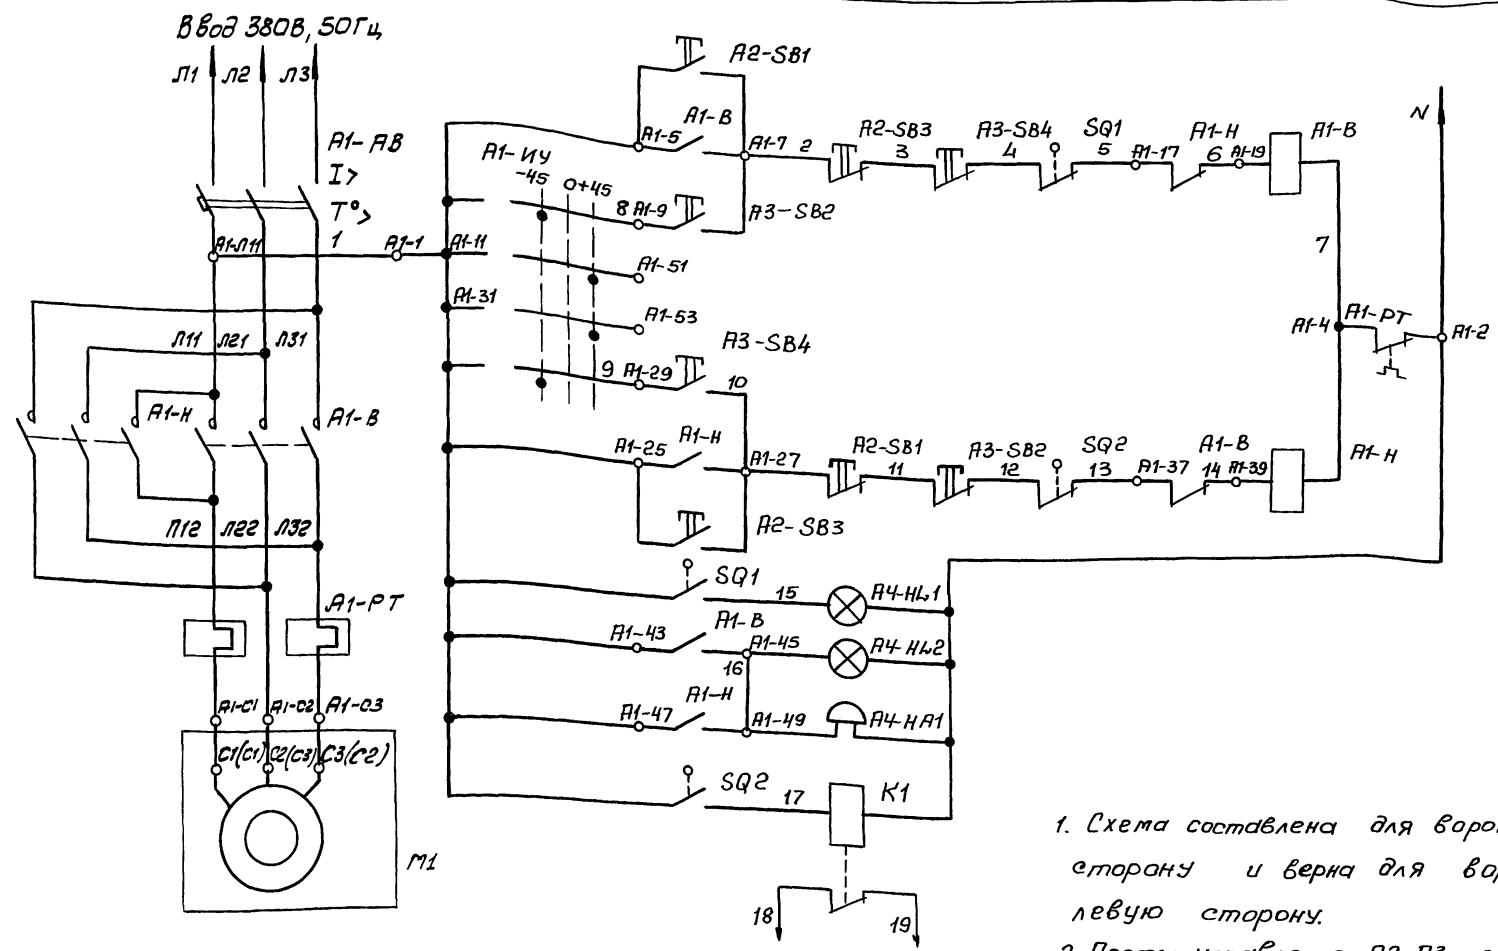 Ввод 380В, 50Гц
Л1 Л2 Л3
А1-АВ
I>
T°>
1
А1-Л11
А1-1
Л11 Л21 Л31
А1-Н
А1-В
Л12 Л22 Л32
А1-РТ
А1-С1 А1-С2 А1-С3
С1(С1) С2(С3) С3(С2)
М1
А2-SB1
А1-В
А1-5
А1-7 2
А2-SB3
3
А3-SB4
4
SQ1
5
А1-17
А1-Н
6
А1-19
А1-В
N
А1-ИУ
-45 0 +45
8 А1-9
А3-SB2
А1-11
А1-51
А1-31
А1-53
7
А1-4
А1-РТ
А1-2
А3-SB4
9 А1-29
10
А1-25
А1-Н
А1-27
А2-SB1
11
А3-SB2
12
SQ2
13
А1-37
А1-В
14
А1-39
А1-Н
А2-SB3
SQ1
15
А4-HL1
А1-43
А1-В
А1-45
16
А4-HL2
А1-47
А1-Н
А1-49
А4-НА1
SQ2
17
К1
18
19
1. Схема составлена для воро
сторону и верна для во
левую сторону.